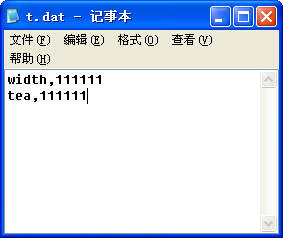 t.dat - 记事本
文件(F) 编辑(E) 格式(O) 查看(V)
帮助(H)
width,111111
tea,111111